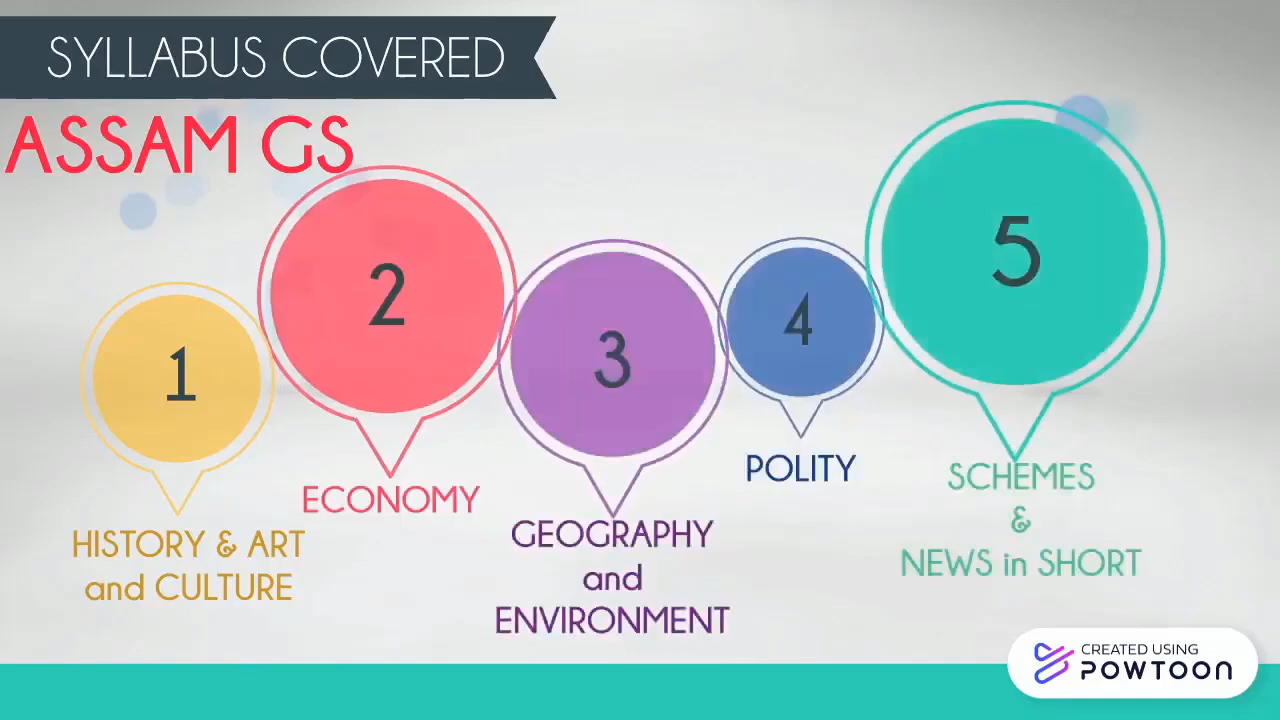 SYLLABUS COVERED
ASSAM GS
1
HISTORY & ART
and CULTURE
2
ECONOMY
3
GEOGRAPHY
and
ENVIRONMENT
4
POLITY
5
SCHEMES
&
NEWS in SHORT
CREATED USING
POWTOON